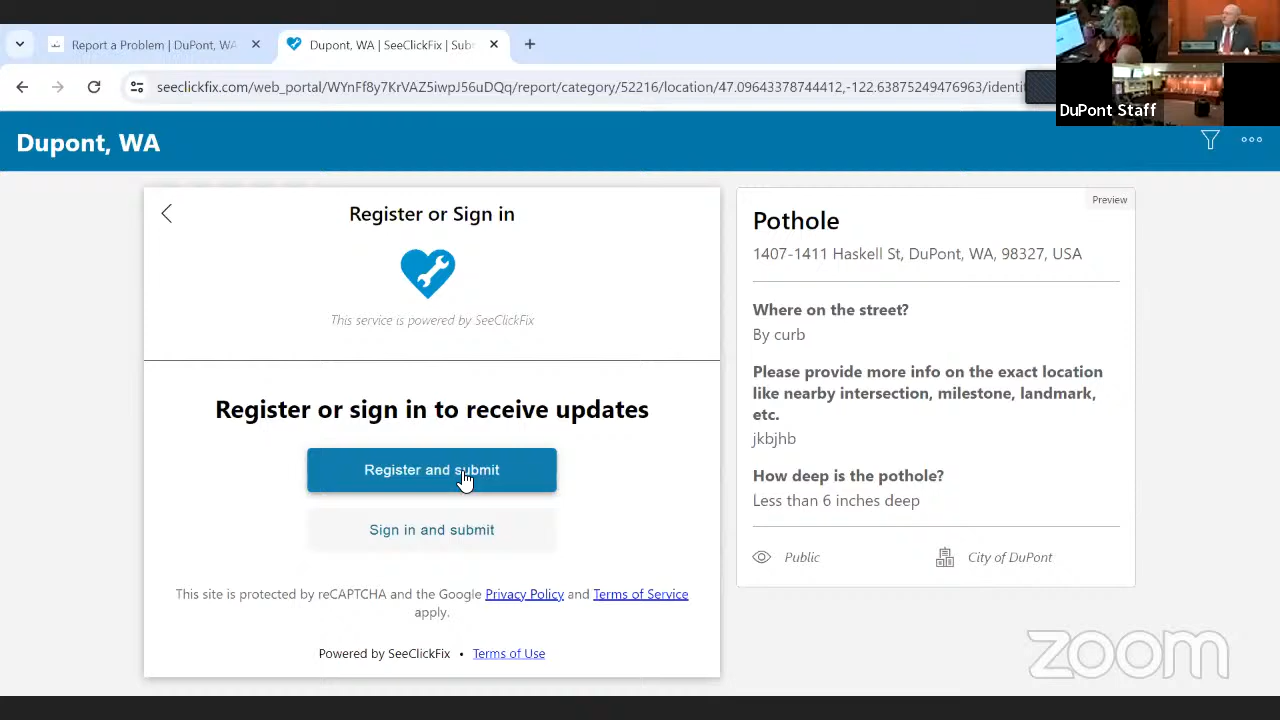 Report a Problem | DuPont, WA
Dupont, WA | SeeClickFix | Sub
seeclickfix.com/web_portal/WYnFf8y7KrVAZ5iwpJ56uDQq/report/category/52216/location/47.09643378744412,-122.63875249476963/identi
DuPont Staff
Dupont, WA
Register or Sign in
This service is powered by SeeClickFix
Register or sign in to receive updates
Register and submit
Sign in and submit
This site is protected by reCAPTCHA and the Google Privacy Policy and Terms of Service
apply.
Powered by SeeClickFix • Terms of Use
Preview
Pothole
1407-1411 Haskell St, DuPont, WA, 98327, USA
Where on the street?
By curb
Please provide more info on the exact location
like nearby intersection, milestone, landmark,
etc.
jkbjhb
How deep is the pothole?
Less than 6 inches deep
Public
City of DuPont
zoom